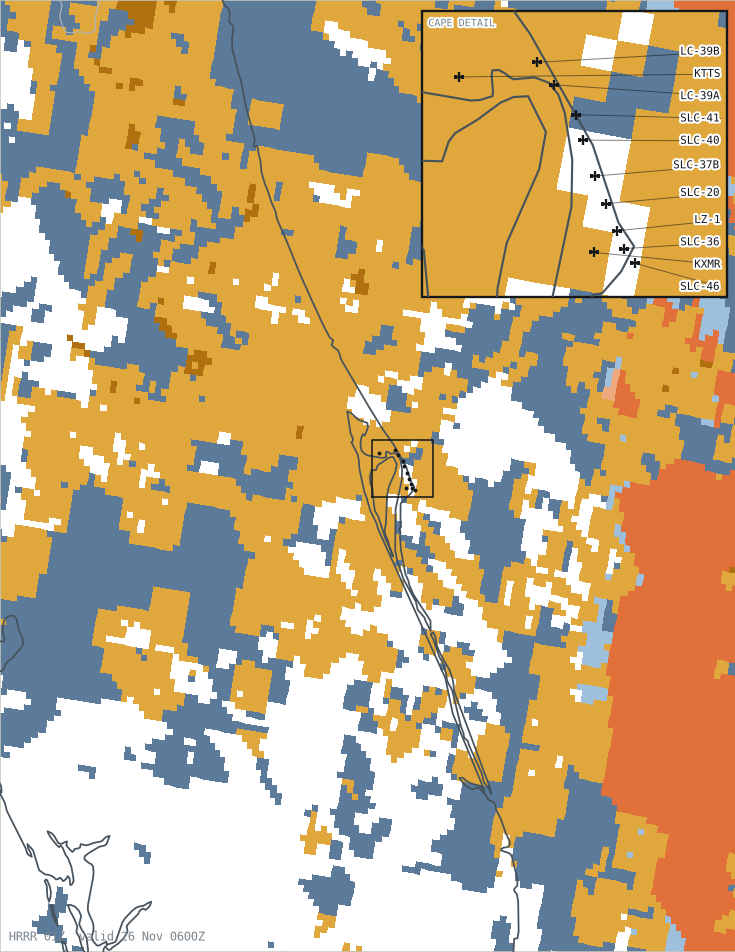 CAPE DETAIL
LC-39B
KTTS
LC-39A
SLC-41
SLC-40
SLC-37B
SLC-20
LZ-1
SLC-36
KXMR
SLC-46
HRRR valid 26 Nov 0600Z